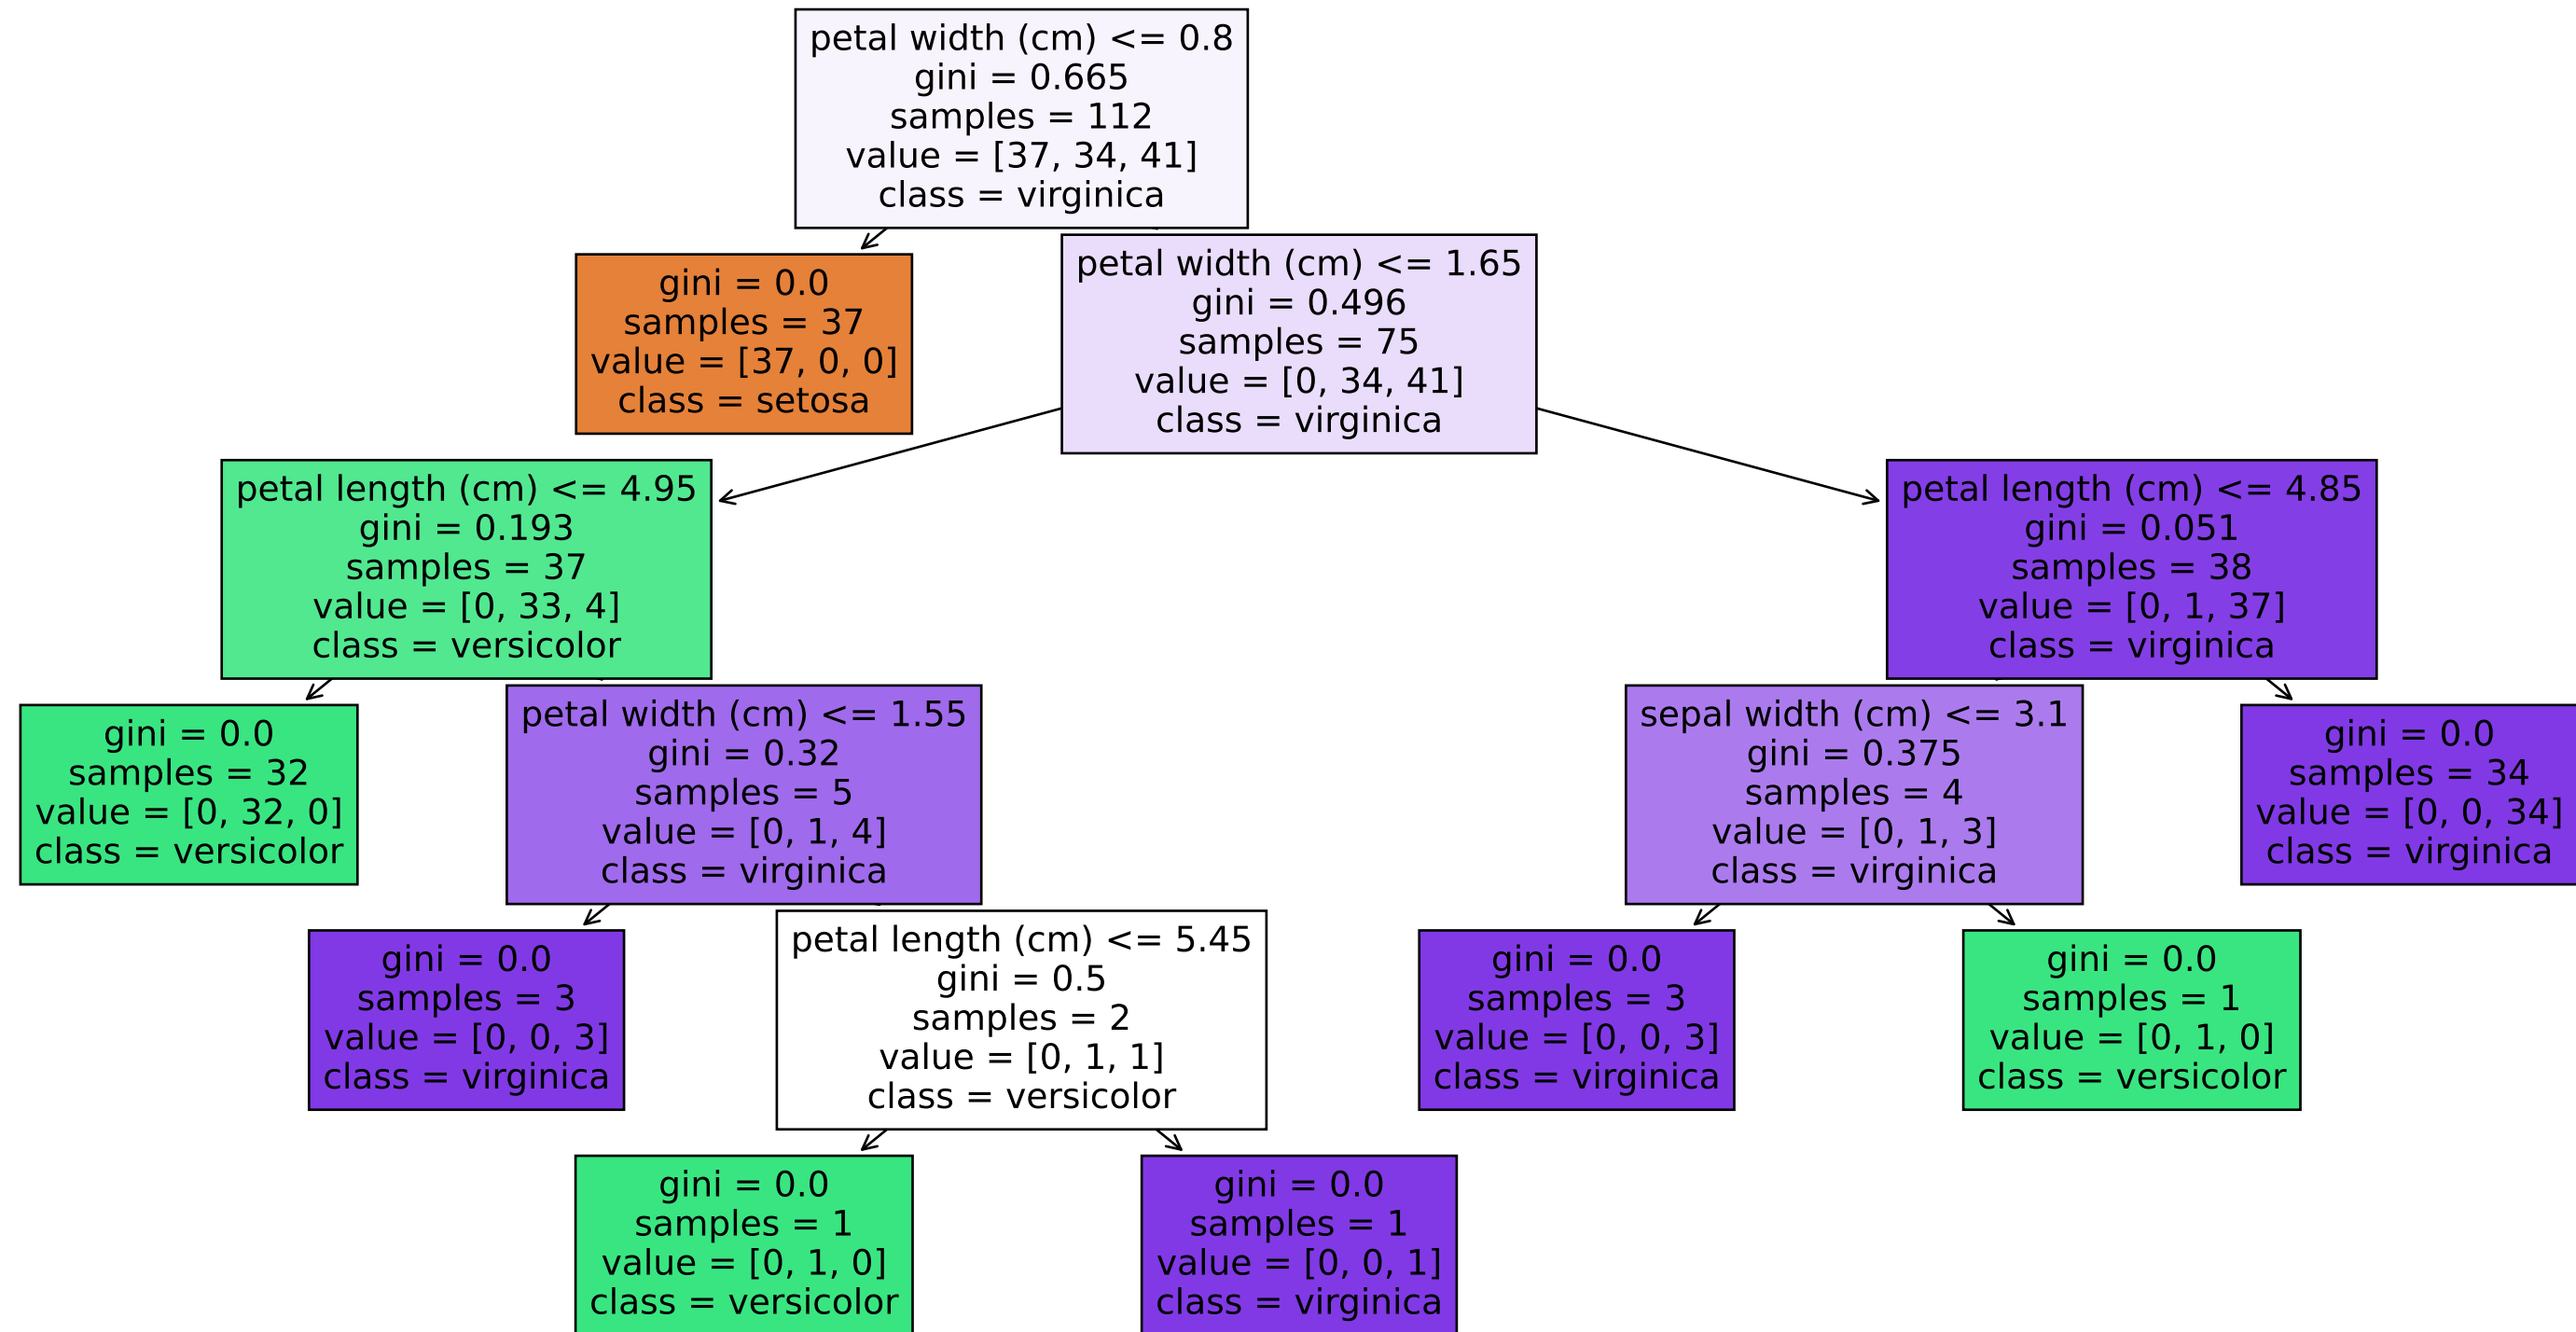 petal width (cm) <= 0.8
gini = 0.665
samples = 112
value = [37, 34, 41]
class = virginica
gini = 0.0
samples = 37
value = [37, 0, 0]
class = setosa
petal width (cm) <= 1.65
gini = 0.496
samples = 75
value = [0, 34, 41]
class = virginica
petal length (cm) <= 4.95
gini = 0.193
samples = 37
value = [0, 33, 4]
class = versicolor
petal length (cm) <= 4.85
gini = 0.051
samples = 38
value = [0, 1, 37]
class = virginica
gini = 0.0
samples = 32
value = [0, 32, 0]
class = versicolor
petal width (cm) <= 1.55
gini = 0.32
samples = 5
value = [0, 1, 4]
class = virginica
sepal width (cm) <= 3.1
gini = 0.375
samples = 4
value = [0, 1, 3]
class = virginica
gini = 0.0
samples = 34
value = [0, 0, 34]
class = virginica
gini = 0.0
samples = 3
value = [0, 0, 3]
class = virginica
petal length (cm) <= 5.45
gini = 0.5
samples = 2
value = [0, 1, 1]
class = versicolor
gini = 0.0
samples = 3
value = [0, 0, 3]
class = virginica
gini = 0.0
samples = 1
value = [0, 1, 0]
class = versicolor
gini = 0.0
samples = 1
value = [0, 1, 0]
class = versicolor
gini = 0.0
samples = 1
value = [0, 0, 1]
class = virginica